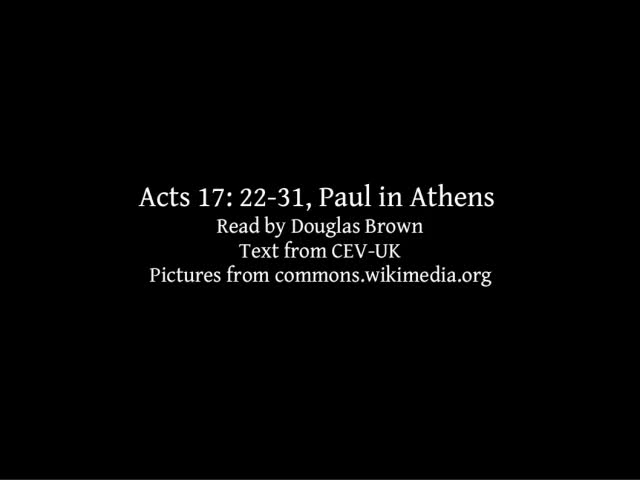 Acts 17: 22-31, Paul in Athens
Read by Douglas Brown
Text from CEV-UK
Pictures from commons.wikimedia.org